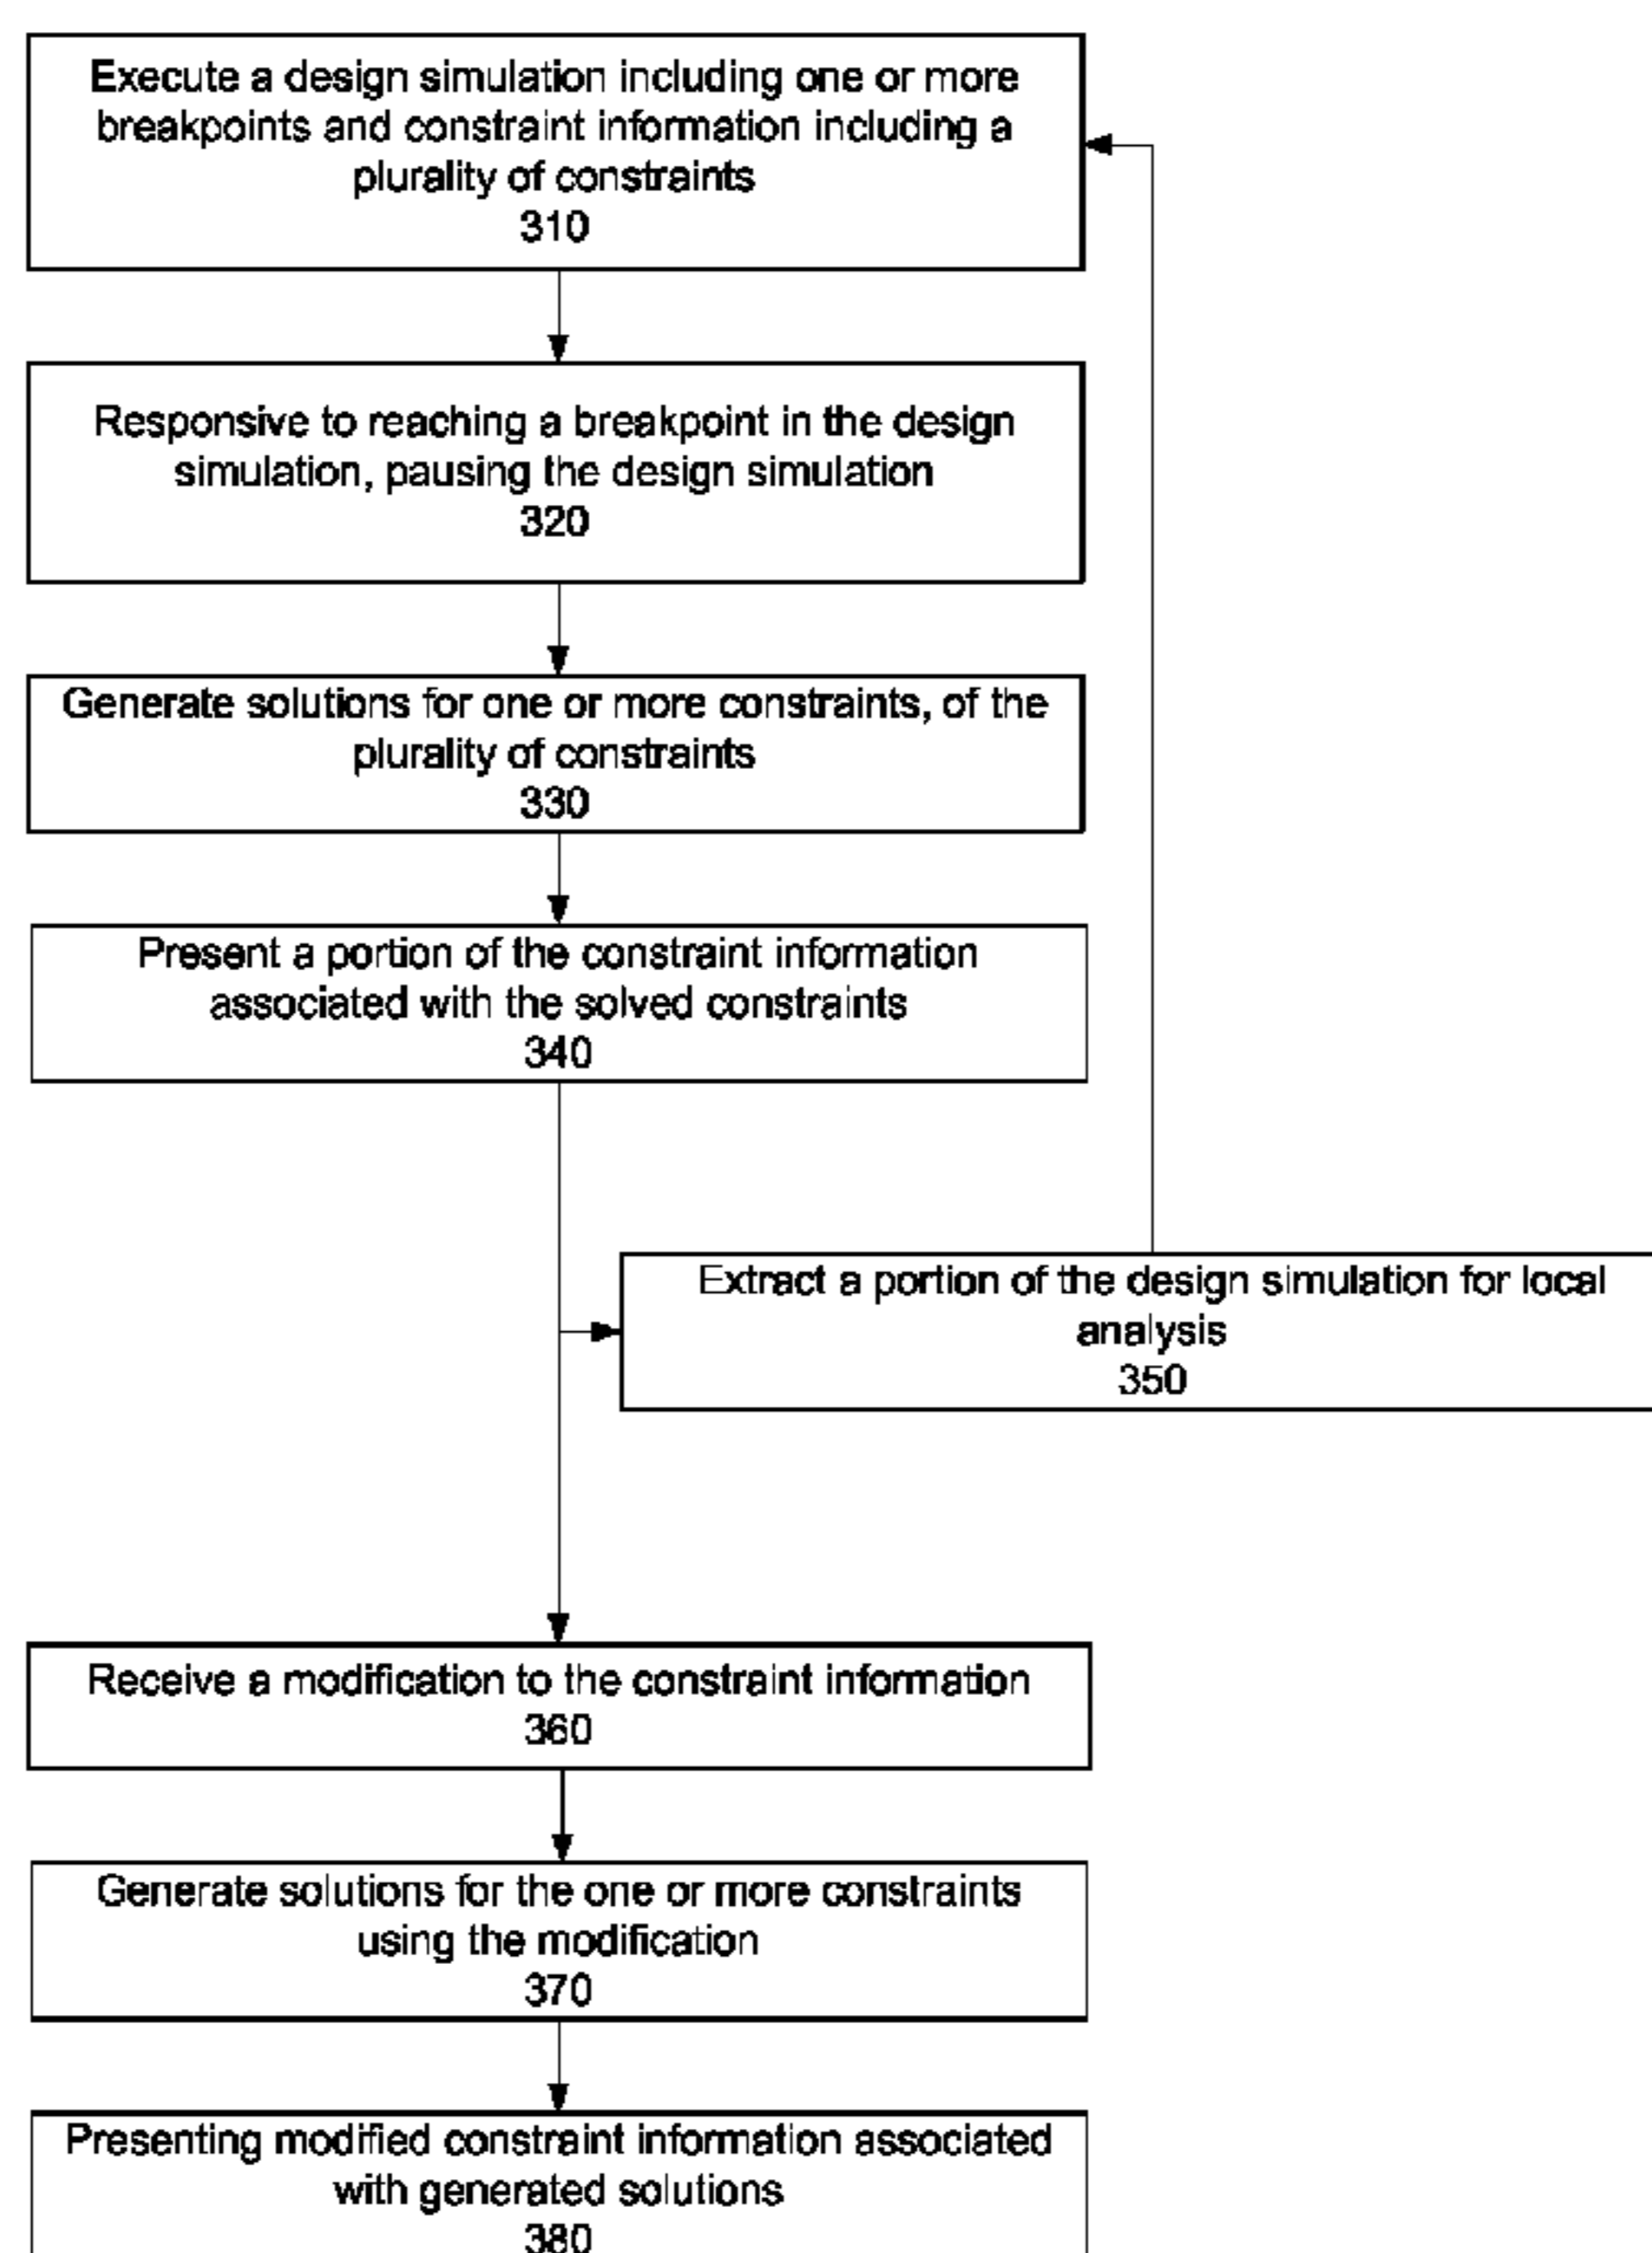 Execute a design simulation including one or more
breakpoints and constraint information including a
plurality of constraints
310
Responsive to reaching a breakpoint in the design
simulation, pausing the design simulation
320
Generate solutions for one or more constraints, of the
plurality of constraints
330
Present a portion of the constraint information
associated with the solved constraints
340
Extract a portion of the design simulation for local
analysis
350
Receive a modification to the constraint information
360
Generate solutions for the one or more constraints
using the modification
370
Presenting modified constraint information associated
with generated solutions
380